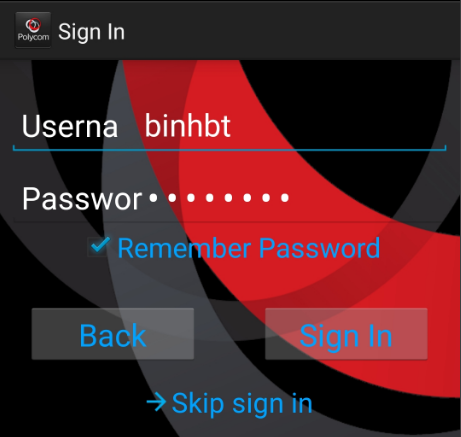 Polycom Sign In
Userna binhbt
Passwor ••••••••
Remember Password
Back Sign In
→ Skip sign in